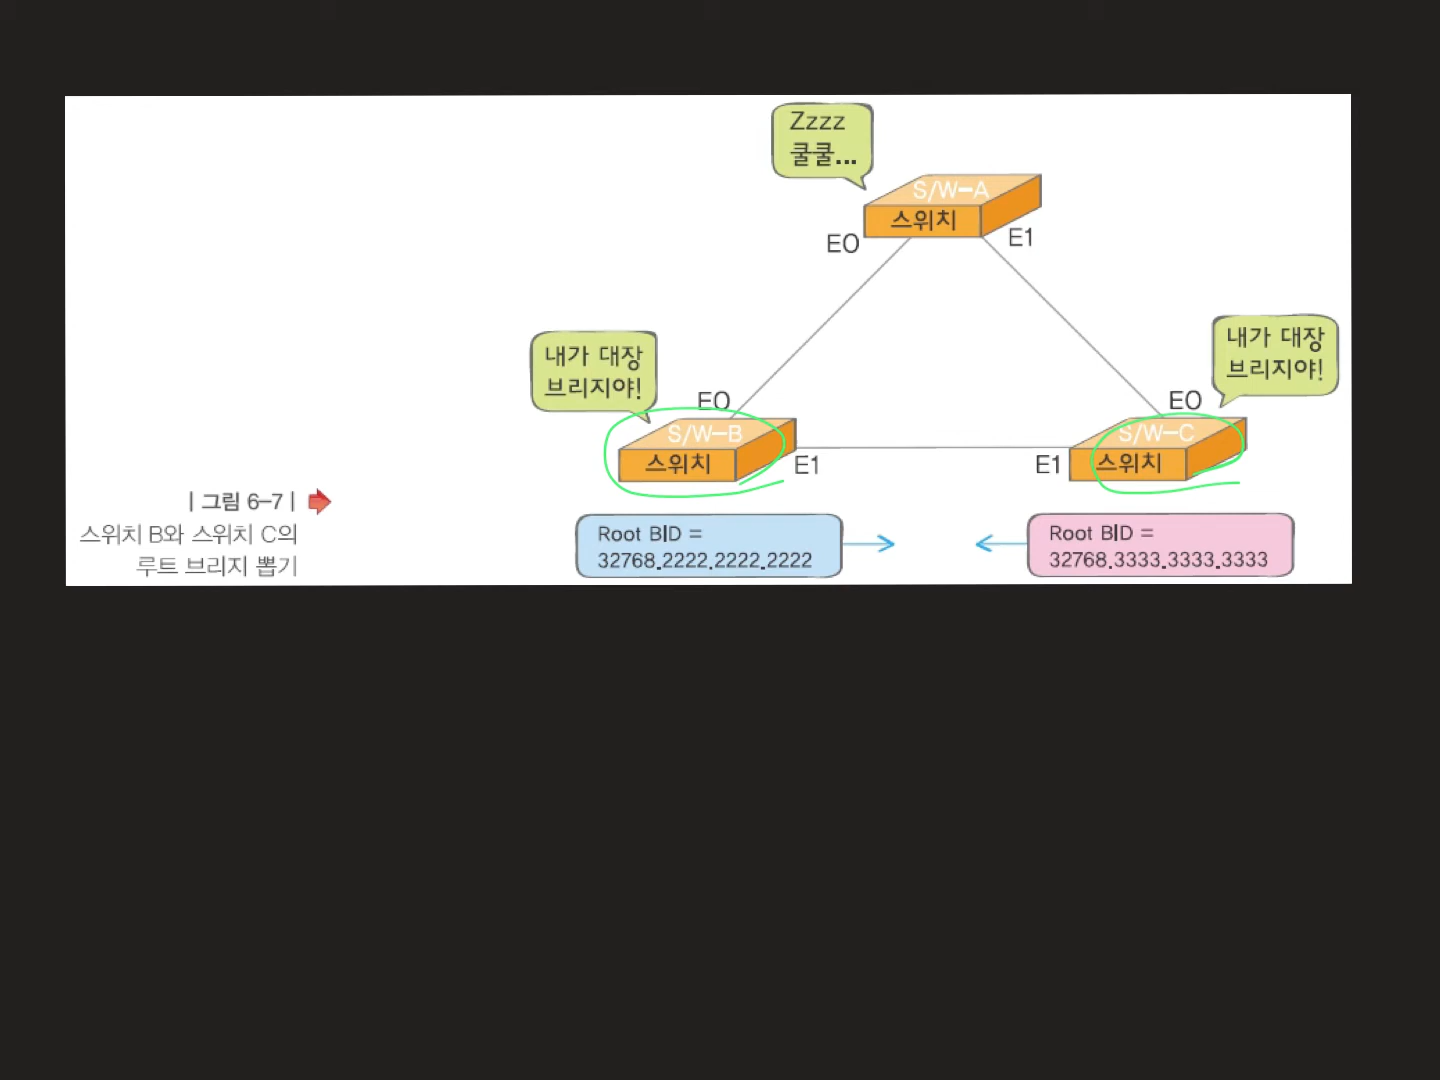 Zzzz
쿨쿨...
S/W-A
스위치
E0
E1
내가 대장
브리지야!
내가 대장
브리지야!
E0
E0
S/W-B
스위치
E1
S/W-C
스위치
E1
| 그림 6-7 |
스위치 B와 스위치 C의
루트 브리지 뽑기
Root BID =
32768.2222.2222.2222
Root BID =
32768.3333.3333.3333